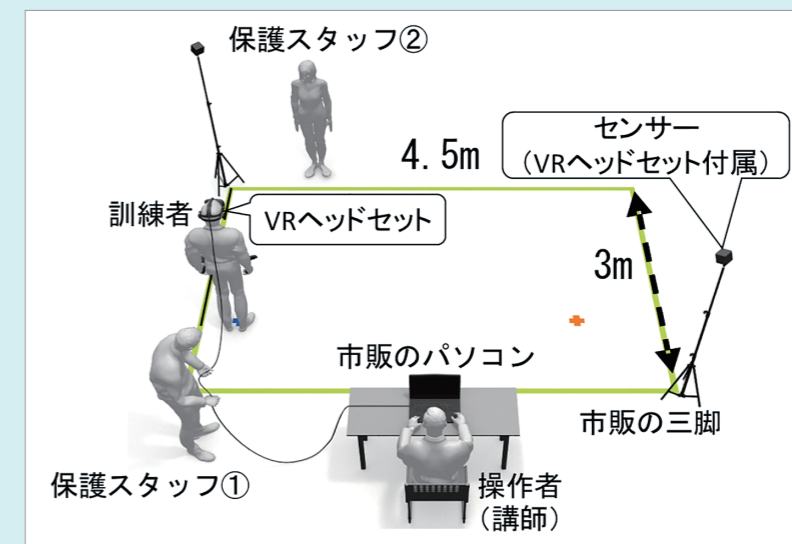 保護スタッフ②
センサー
（VRヘッドセット付属）
4.5m
訓練者
VRヘッドセット
3m
市販のパソコン
市販の三脚
保護スタッフ①
操作者
（講師）